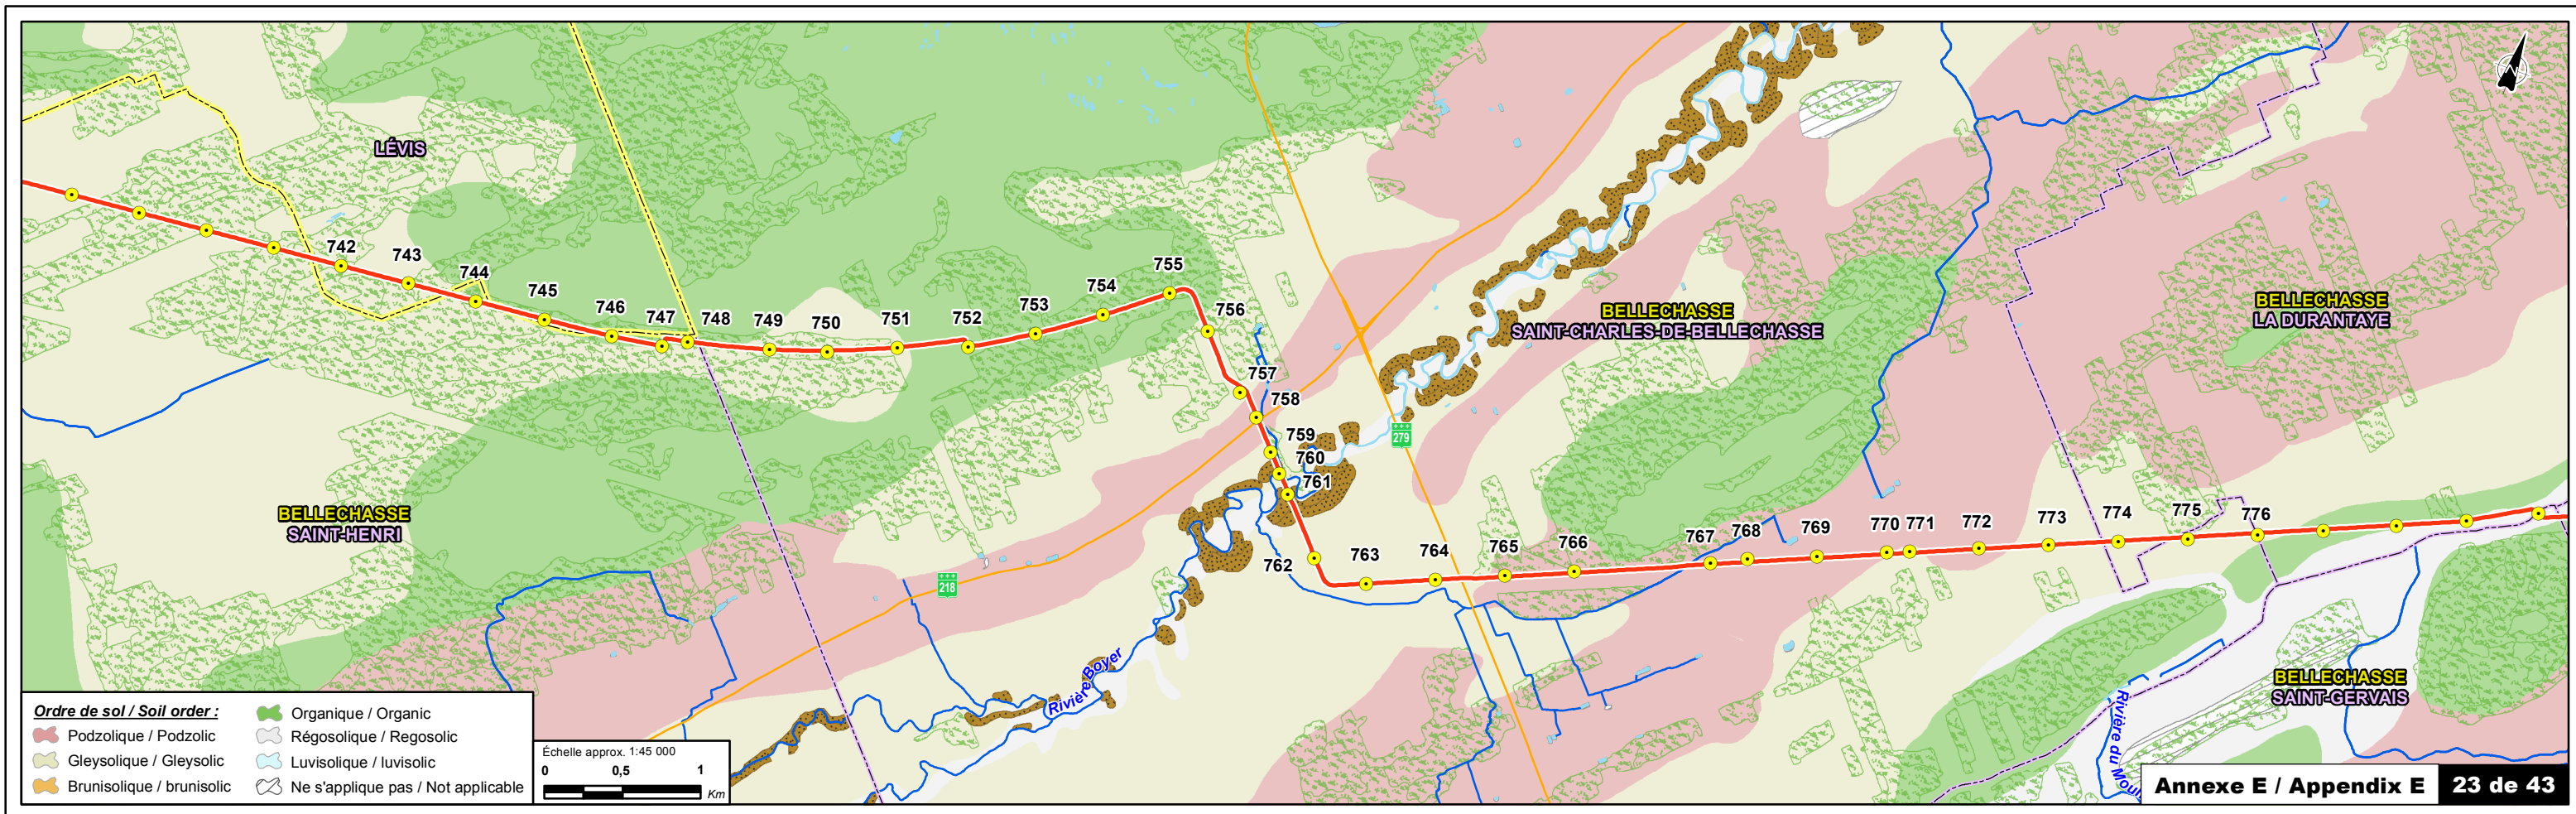 LÉVIS
742
743
744
745
746
747
748
749
750
751
752
753
754
755
756
757
758
759
760
761
762
763
764
765
766
767
768
769
770
771
772
773
774
775
776
279
218
BELLECHASSE
SAINT-CHARLES-DE-BELLECHASSE
BELLECHASSE
LA DURANTAYE
BELLECHASSE
SAINT-HENRI
BELLECHASSE
SAINT-GERVAIS
Rivière Boyer
Rivière du Moul
N
Ordre de sol / Soil order :
Podzolique / Podzolic
Gleysolique / Gleysolic
Brunisolique / brunisolic
Organique / Organic
Régosolique / Regosolic
Luvisolique / luvisolic
Ne s'applique pas / Not applicable
Échelle approx. 1:45 000
0 0,5 1
Km
Annexe E / Appendix E 23 de 43